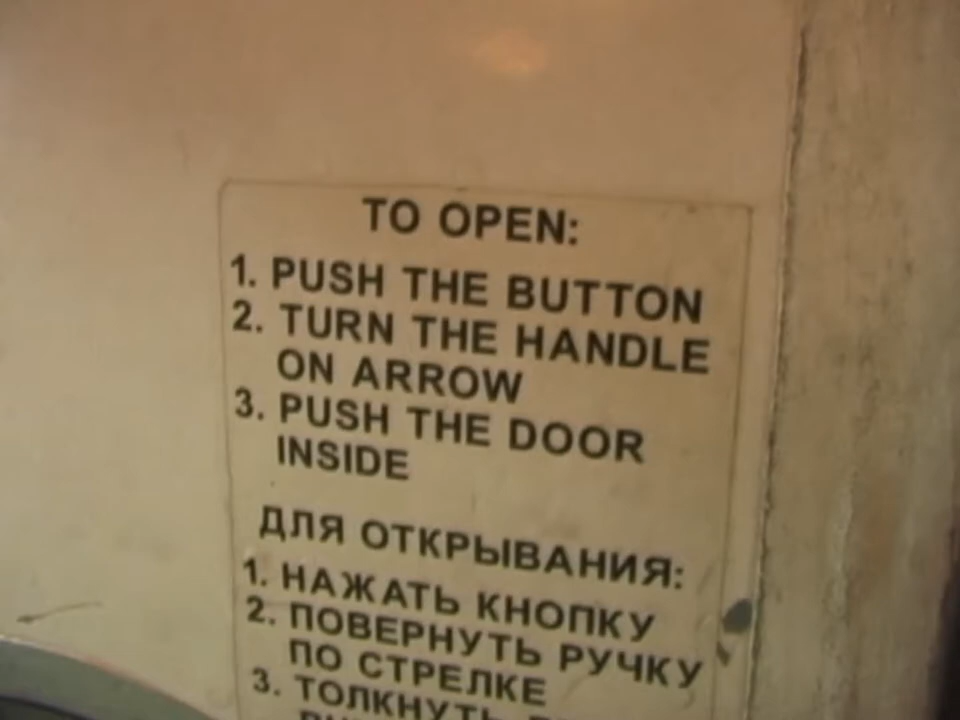 TO OPEN:
1. PUSH THE BUTTON
2. TURN THE HANDLE
ON ARROW
3. PUSH THE DOOR
INSIDE
ДЛЯ ОТКРЫВАНИЯ:
1. НАЖАТЬ КНОПКУ
2. ПОВЕРНУТЬ РУЧКУ
ПО СТРЕЛКЕ
3. ТОЛКНУТЬ